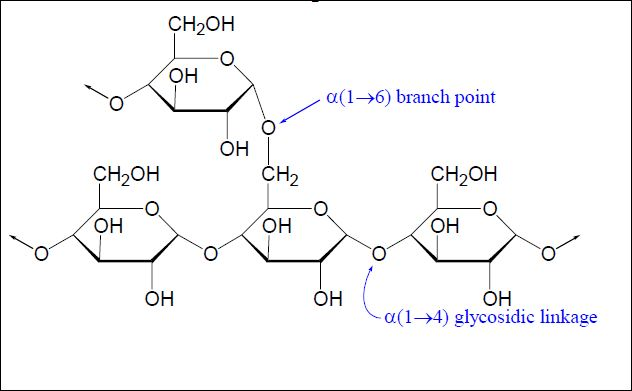 CH2OH
O
OH
α(1→6) branch point
O
O
OH
CH2OH CH2 CH2OH
O O O
OH OH OH
O O O O
OH OH OH
α(1→4) glycosidic linkage